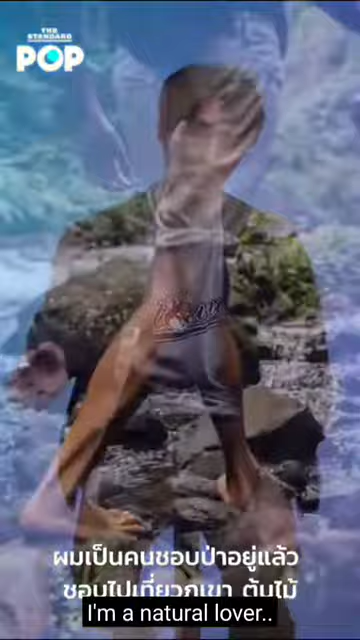 THE
STANDARD
POP
ผมเป็นคนชอบป่าอยู่แล้ว
ชอบไปเที่ยวภูเขา ต้นไม้
I'm a natural lover..